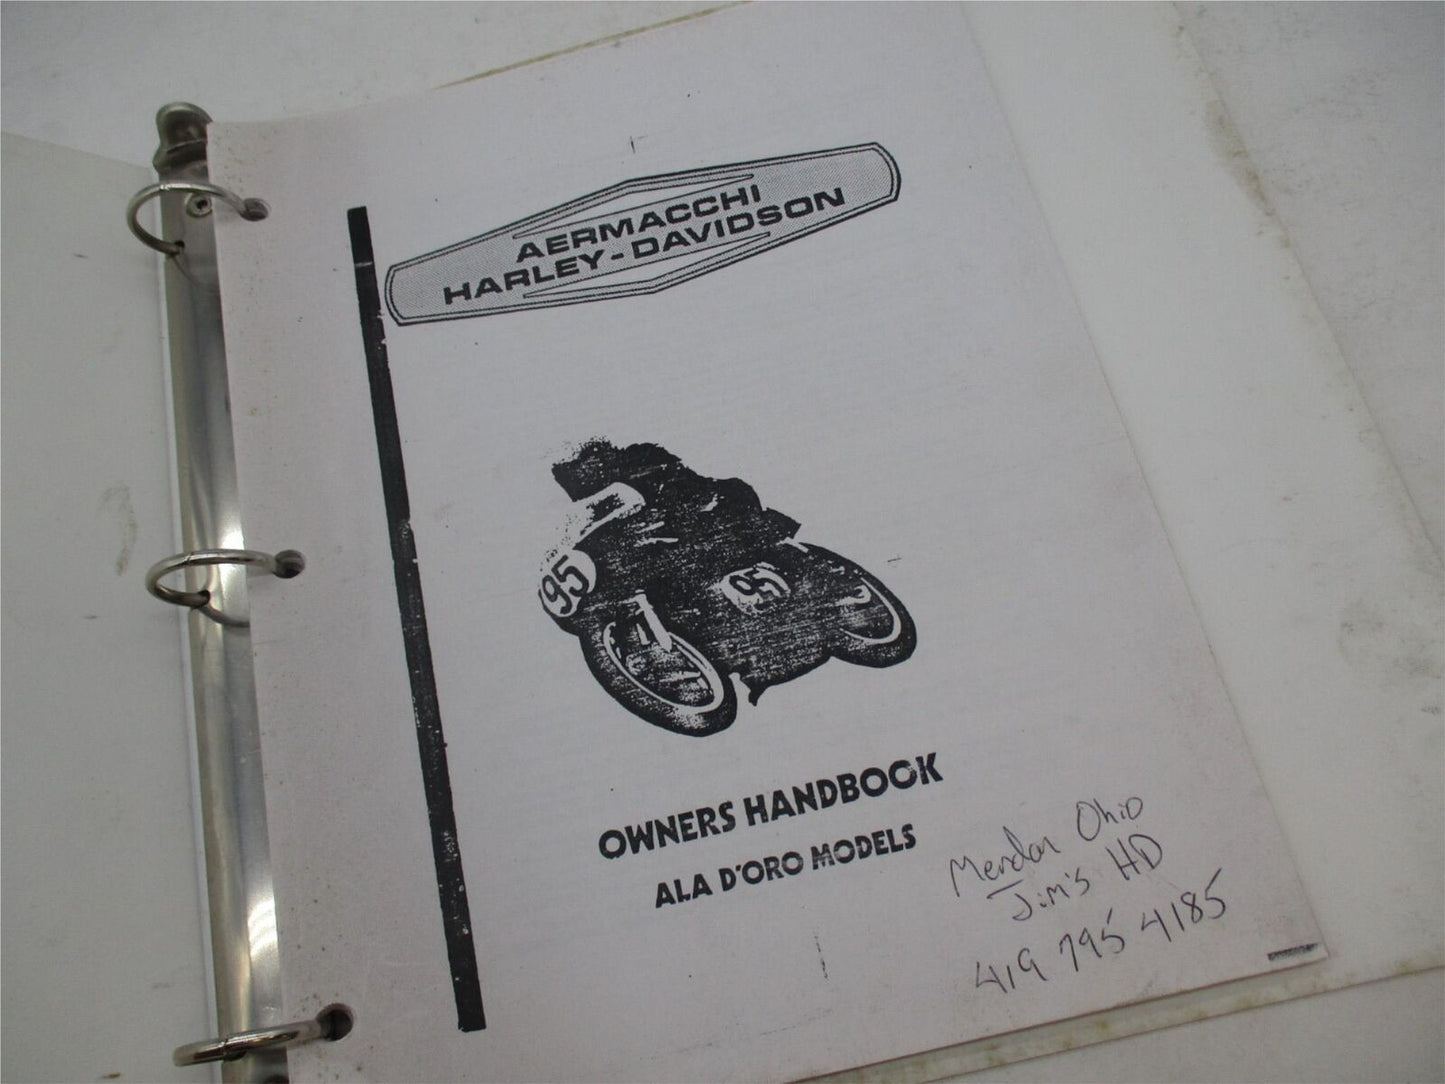 AERMACCHI
HARLEY-DAVIDSON
95
95
OWNERS HANDBOOK
ALA D'ORO MODELS
Mendon Ohio
Jim's HD
419 795 4185